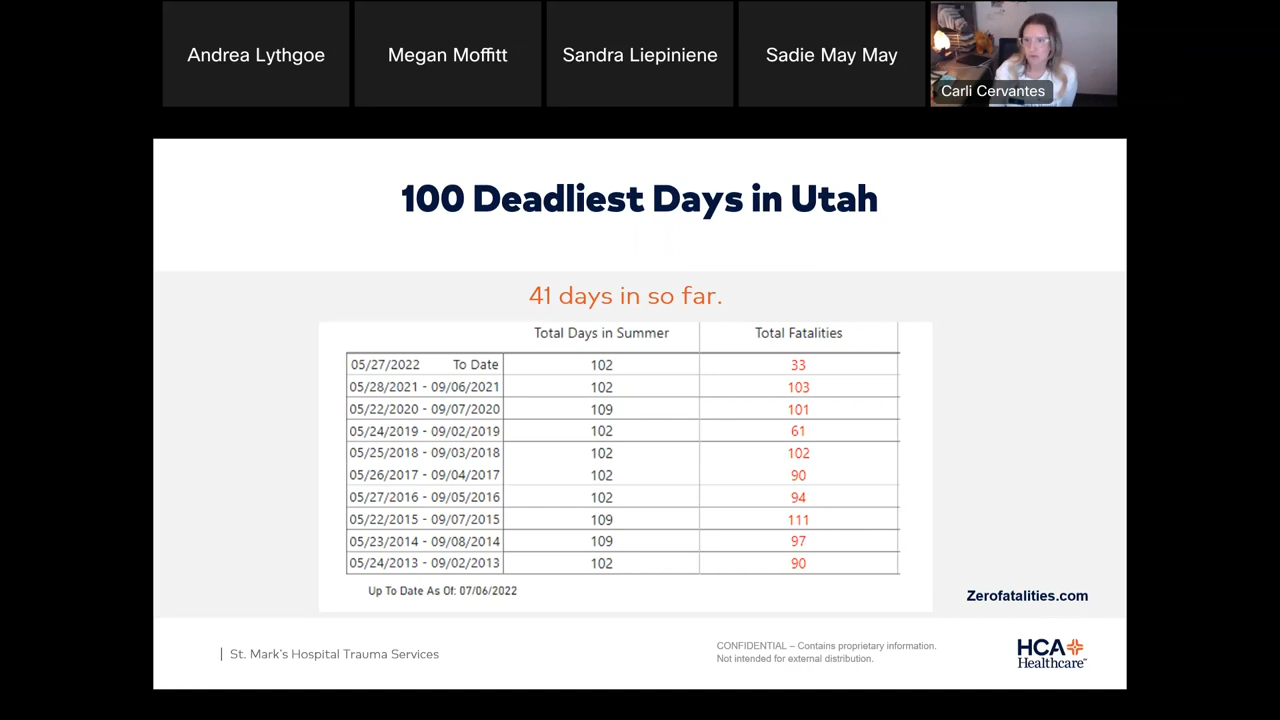 Andrea Lythgoe
Megan Moffitt
Sandra Liepiniene
Sadie May May
Carli Cervantes
100 Deadliest Days in Utah
41 days in so far.
Total Days in Summer Total Fatalities
05/27/2022 To Date 102 33
05/28/2021 - 09/06/2021 102 103
05/22/2020 - 09/07/2020 109 101
05/24/2019 - 09/02/2019 102 61
05/25/2018 - 09/03/2018 102 102
05/26/2017 - 09/04/2017 102 90
05/27/2016 - 09/05/2016 102 94
05/22/2015 - 09/07/2015 109 111
05/23/2014 - 09/08/2014 109 97
05/24/2013 - 09/02/2013 102 90
Up To Date As Of: 07/06/2022
Zerofatalities.com
| St. Mark's Hospital Trauma Services
CONFIDENTIAL – Contains proprietary information.
Not intended for external distribution.
HCA
Healthcare™